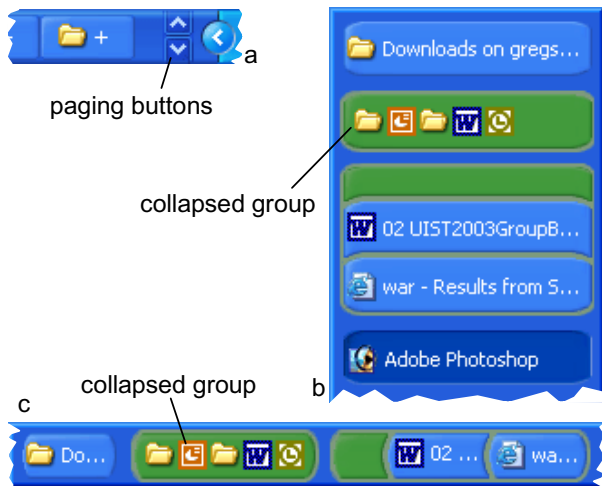 +
a
paging buttons
Downloads on gregs...
collapsed group
W
W 02 UIST2003GroupB...
war - Results from S...
Adobe Photoshop
b
collapsed group
c
Do...
W
W 02 ...
wa...